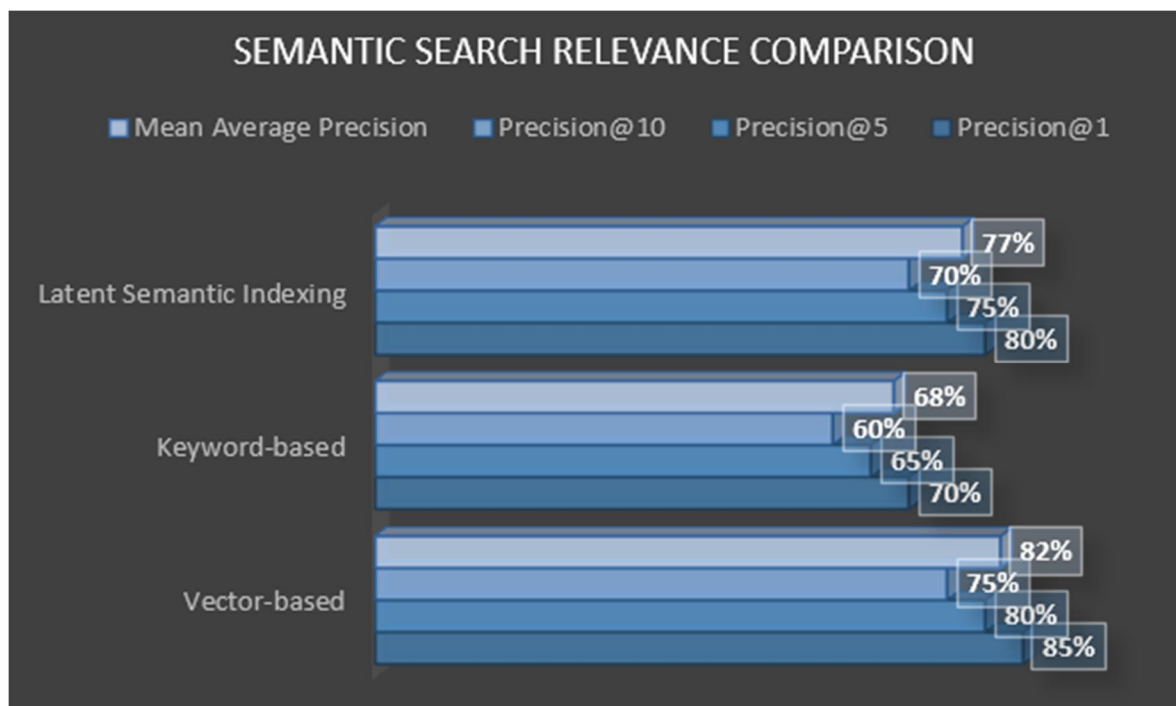 SEMANTIC SEARCH RELEVANCE COMPARISON
Mean Average Precision Precision@10 Precision@5 Precision@1
77%
Latent Semantic Indexing
70%
75%
80%
68%
Keyword-based
60%
65%
70%
82%
Vector-based
75%
80%
85%